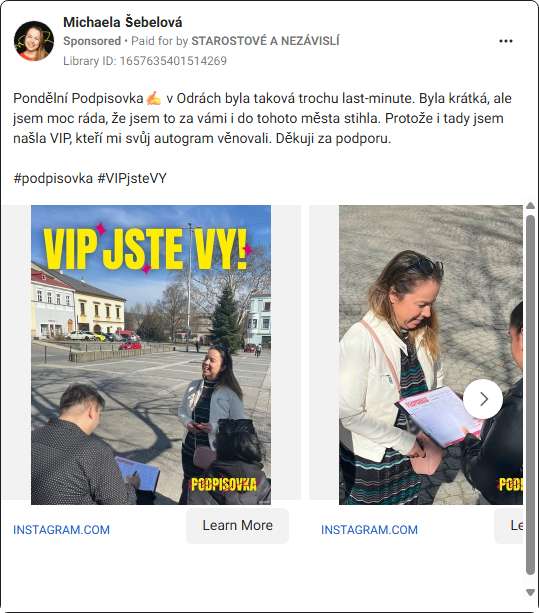 Michaela Šebelová
Sponsored • Paid for by STAROSTOVÉ A NEZÁVISLÍ
Library ID: 1657635401514269
Pondělní Podpisovka✍️ v Odrách byla taková trochu last-minute. Byla krátká, ale
jsem moc ráda, že jsem to za vámi i do tohoto města stihla. Protože i tady jsem
našla VIP, kteří mi svůj autogram věnovali. Děkuji za podporu.
#podpisovka #VIPjsteVY
VIP JSTE VY!
PODPISOVKA
PODPISOVKA
PODPISOVKA
INSTAGRAM.COM
Learn More
INSTAGRAM.COM
Le